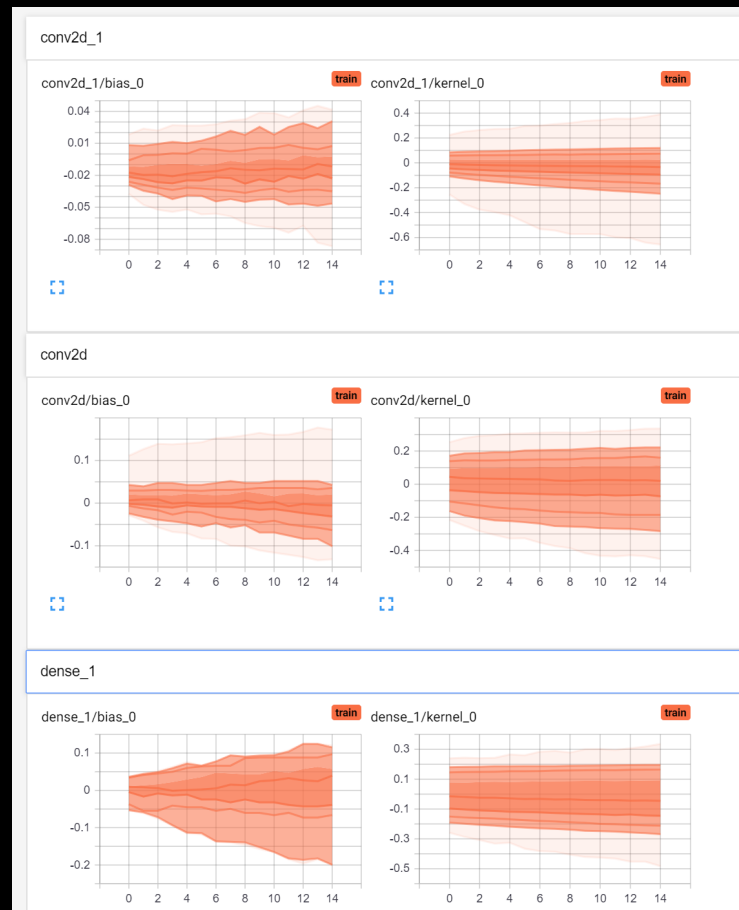 conv2d_1
conv2d_1/bias_0 train conv2d_1/kernel_0 train
0.04
0.01
-0.02
-0.05
-0.08
0 2 4 6 8 10 12 14
0.4
0.2
0
-0.2
-0.4
-0.6
0 2 4 6 8 10 12 14
conv2d
conv2d/bias_0 train conv2d/kernel_0 train
0.1
0
-0.1
0 2 4 6 8 10 12 14
0.2
0
-0.2
-0.4
0 2 4 6 8 10 12 14
dense_1
dense_1/bias_0 train dense_1/kernel_0 train
0.1
0
-0.1
-0.2
0 2 4 6 8 10 12 14
0.3
0.1
-0.1
-0.3
-0.5
0 2 4 6 8 10 12 14